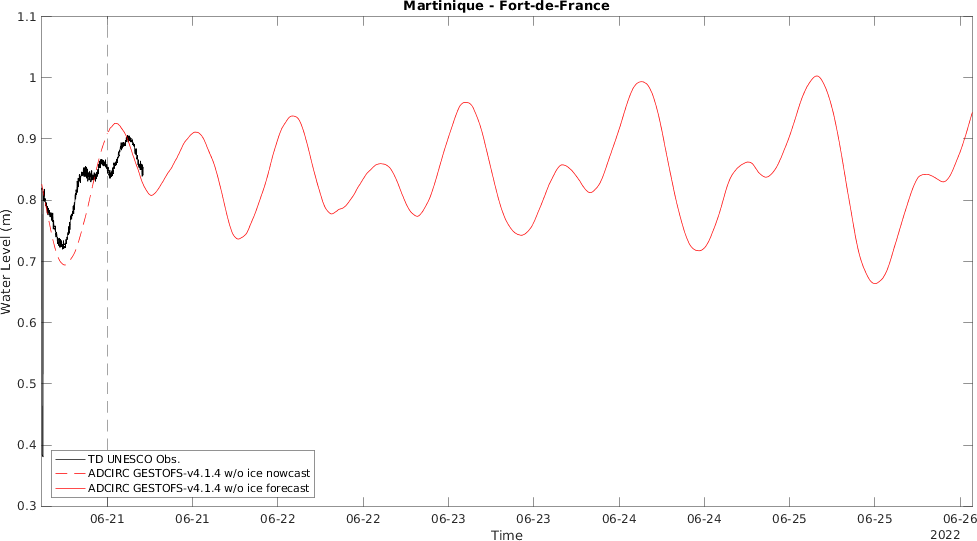 Martinique - Fort-de-France
1.1
1
0.9
0.8
0.7
0.6
0.5
0.4
0.3
Water Level (m)
TD UNESCO Obs.
ADCIRC GESTOFS-v4.1.4 w/o ice nowcast
ADCIRC GESTOFS-v4.1.4 w/o ice forecast
06-21 06-21 06-22 06-22 06-23 06-23 06-24 06-24 06-25 06-25 06-26
Time
2022